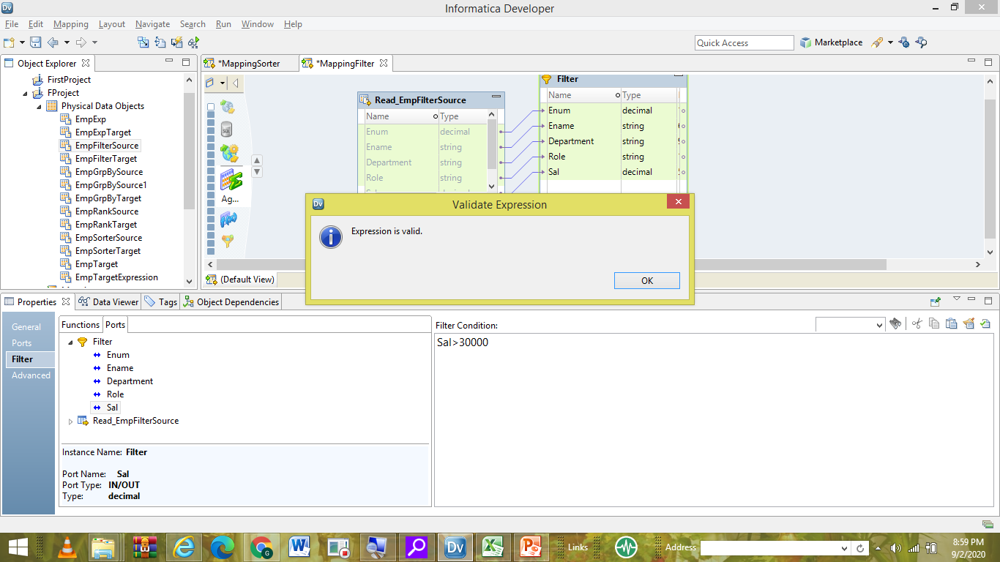 Dv
Informatica Developer
File Edit Mapping Layout Navigate Search Run Window Help
Quick Access
Marketplace
Object Explorer
*MappingSorter
*MappingFilter
FirstProject
FProject
Physical Data Objects
EmpExp
EmpExpTarget
EmpFilterSource
EmpFilterTarget
EmpGrpBySource
EmpGrpBySource1
EmpGrpByTarget
EmpRankSource
EmpRankTarget
EmpSorterSource
EmpSorterTarget
EmpTarget
EmpTargetExpression
sql
Ag...
Read_EmpFilterSource
Name Type
Enum decimal
Ename string
Department string
Role string
Filter
Name Type
Enum decimal
Ename string
Department string
Role string
Sal decimal
(Default View)
Dv
Validate Expression
Expression is valid.
OK
Properties
Data Viewer
Tags
Object Dependencies
General
Ports
Filter
Advanced
Functions Ports
Filter
Enum
Ename
Department
Role
Sal
Read_EmpFilterSource
Instance Name: Filter
Port Name: Sal
Port Type: IN/OUT
Type: decimal
Filter Condition:
Sal>30000
Links
Address
8:59 PM
9/2/2020